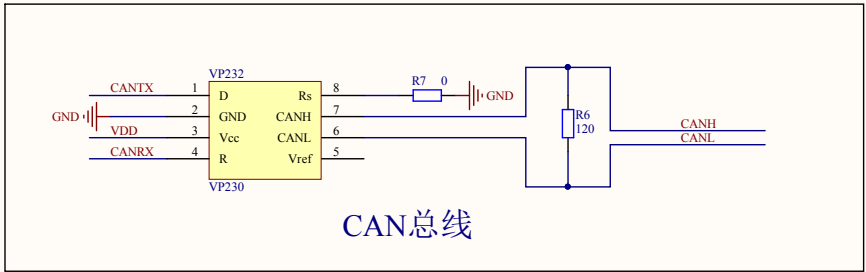 VP232
CANTX 1 D Rs 8 R7 0 GND
GND 2 GND CANH 7 R6 CANH
VDD 3 Vcc CANL 6 120 CANL
CANRX 4 R Vref 5
VP230
CAN总线